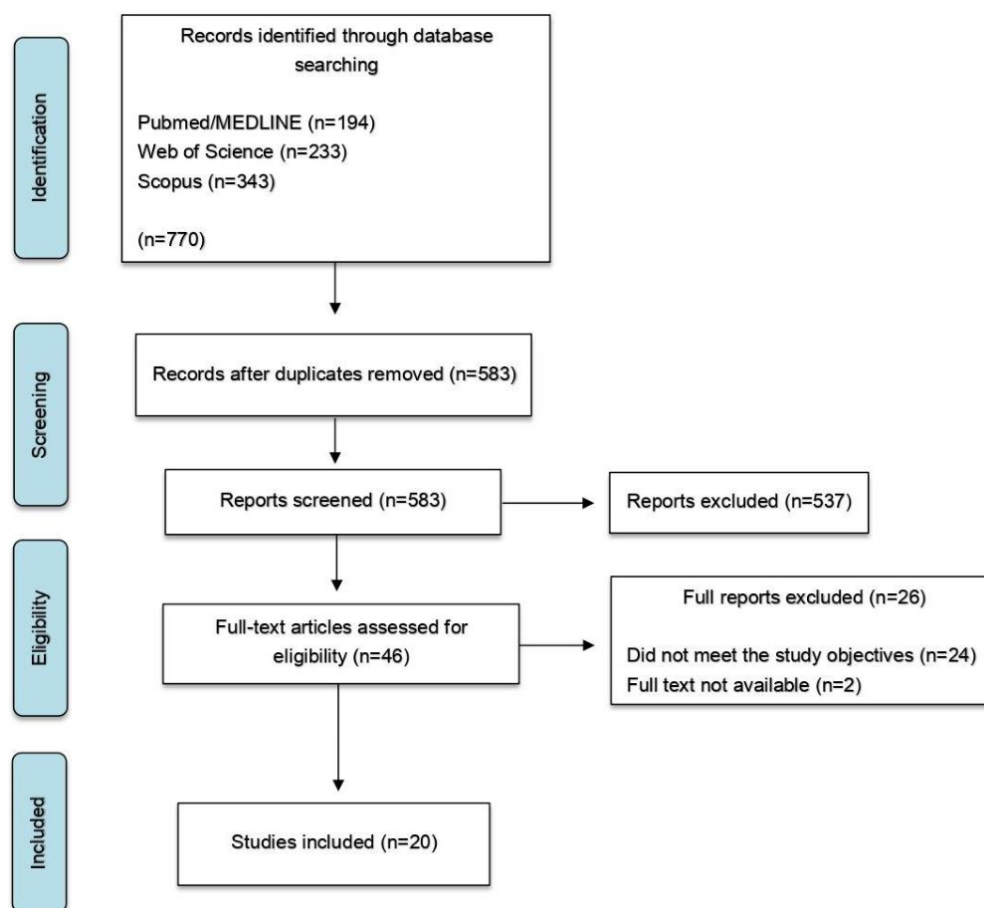 Identification
Records identified through database
searching
Pubmed/MEDLINE (n=194)
Web of Science (n=233)
Scopus (n=343)
(n=770)
Screening
Records after duplicates removed (n=583)
Reports screened (n=583)
Reports excluded (n=537)
Eligibility
Full-text articles assessed for
eligibility (n=46)
Full reports excluded (n=26)
Did not meet the study objectives (n=24)
Full text not available (n=2)
Included
Studies included (n=20)